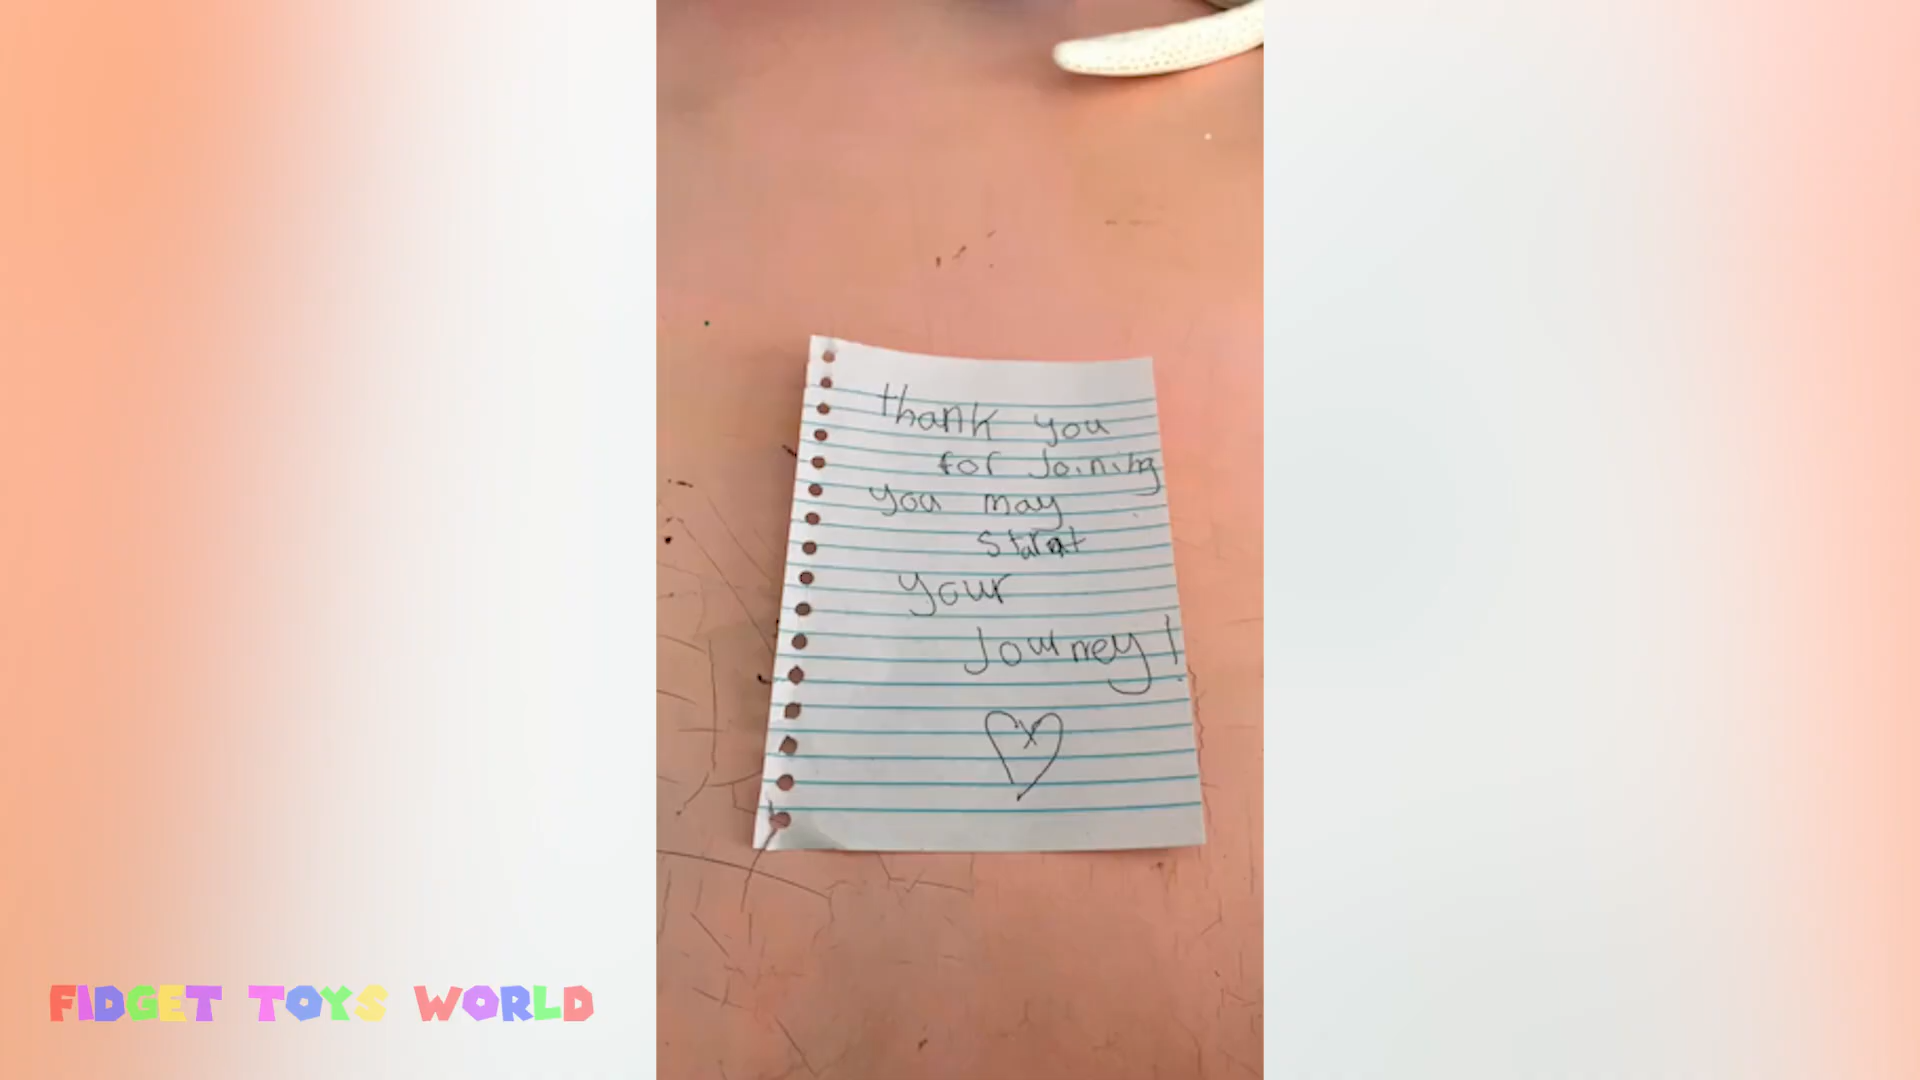 thank you
for Joining
you may
start
your
Journey!
FIDGET TOYS WORLD